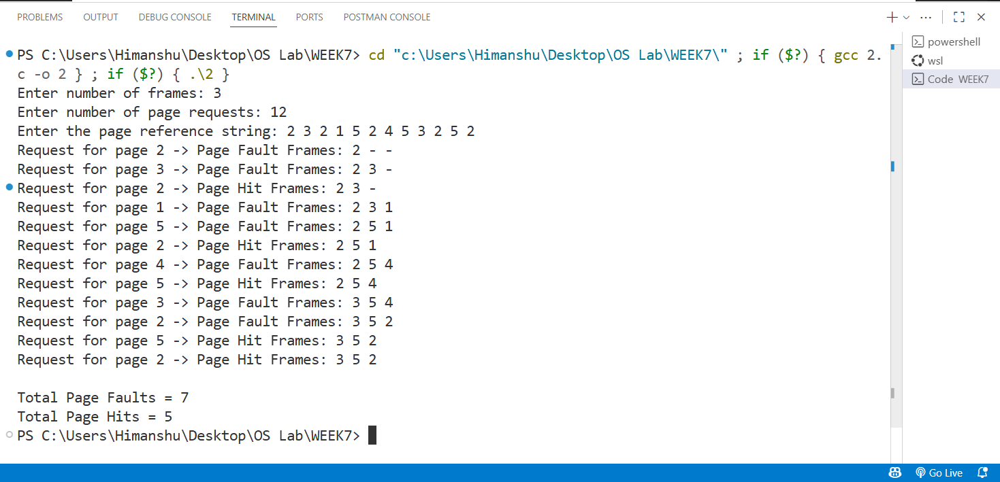 PROBLEMS OUTPUT DEBUG CONSOLE TERMINAL PORTS POSTMAN CONSOLE
PS C:\Users\Himanshu\Desktop\OS Lab\WEEK7> cd "c:\Users\Himanshu\Desktop\OS Lab\WEEK7\" ; if ($?) { gcc 2.
c -o 2 } ; if ($?) { .\2 }
Enter number of frames: 3
Enter number of page requests: 12
Enter the page reference string: 2 3 2 1 5 2 4 5 3 2 5 2
Request for page 2 -> Page Fault Frames: 2 - -
Request for page 3 -> Page Fault Frames: 2 3 -
Request for page 2 -> Page Hit Frames: 2 3 -
Request for page 1 -> Page Fault Frames: 2 3 1
Request for page 5 -> Page Fault Frames: 2 5 1
Request for page 2 -> Page Hit Frames: 2 5 1
Request for page 4 -> Page Fault Frames: 2 5 4
Request for page 5 -> Page Hit Frames: 2 5 4
Request for page 3 -> Page Fault Frames: 3 5 4
Request for page 2 -> Page Fault Frames: 3 5 2
Request for page 5 -> Page Hit Frames: 3 5 2
Request for page 2 -> Page Hit Frames: 3 5 2
Total Page Faults = 7
Total Page Hits = 5
PS C:\Users\Himanshu\Desktop\OS Lab\WEEK7>
powershell
wsl
Code WEEK7
Go Live